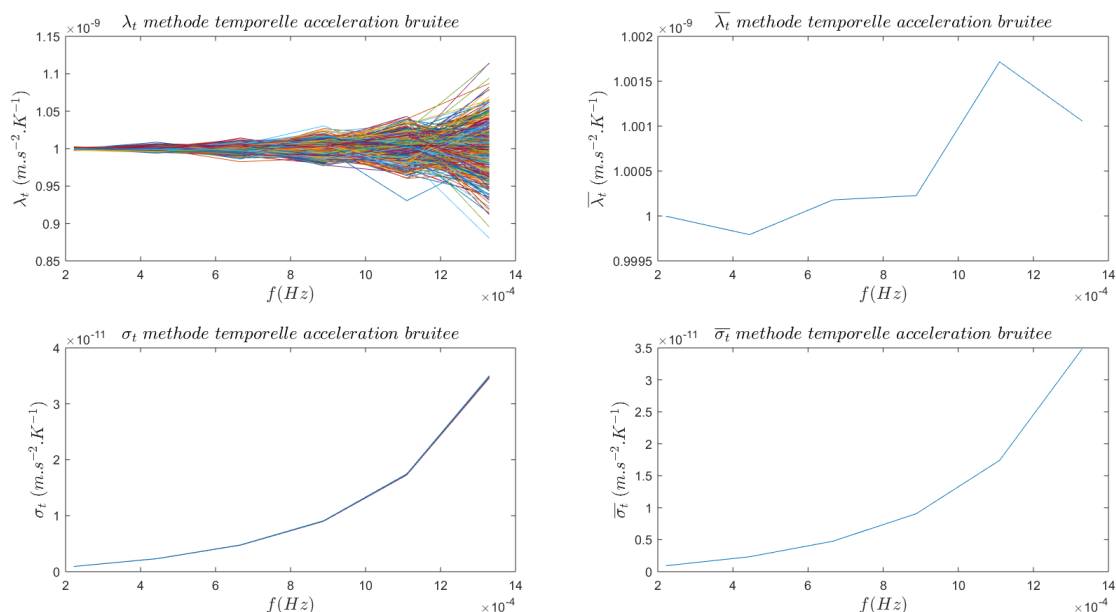 ×10⁻⁹ λₜ methode temporelle acceleration bruitee
1.15
1.1
1.05
1
0.95
0.9
0.85
λₜ (m.s⁻².K⁻¹)
2 4 6 8 10 12 14
f(Hz) ×10⁻⁴
×10⁻⁹ λ̅ₜ methode temporelle acceleration bruitee
1.002
1.0015
1.001
1.0005
1
0.9995
λ̅ₜ (m.s⁻².K⁻¹)
2 4 6 8 10 12 14
f(Hz) ×10⁻⁴
×10⁻¹¹ σₜ methode temporelle acceleration bruitee
4
3
2
1
0
σₜ (m.s⁻².K⁻¹)
2 4 6 8 10 12 14
f(Hz) ×10⁻⁴
×10⁻¹¹ σ̅ₜ methode temporelle acceleration bruitee
3.5
3
2.5
2
1.5
1
0.5
0
σ̅ₜ (m.s⁻².K⁻¹)
2 4 6 8 10 12 14
f(Hz) ×10⁻⁴